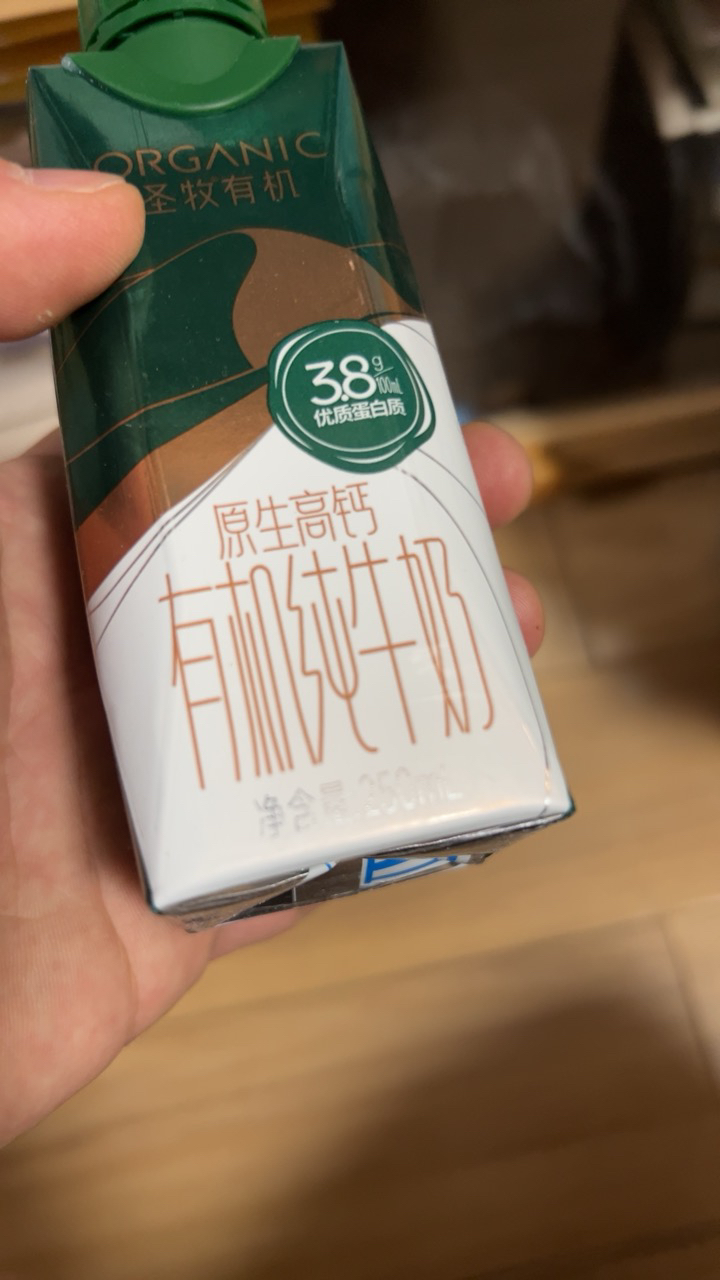 ORGANIC
圣牧有机
3.8g/100mL
优质蛋白质
原生高钙
有机纯牛奶
净含量:250mL